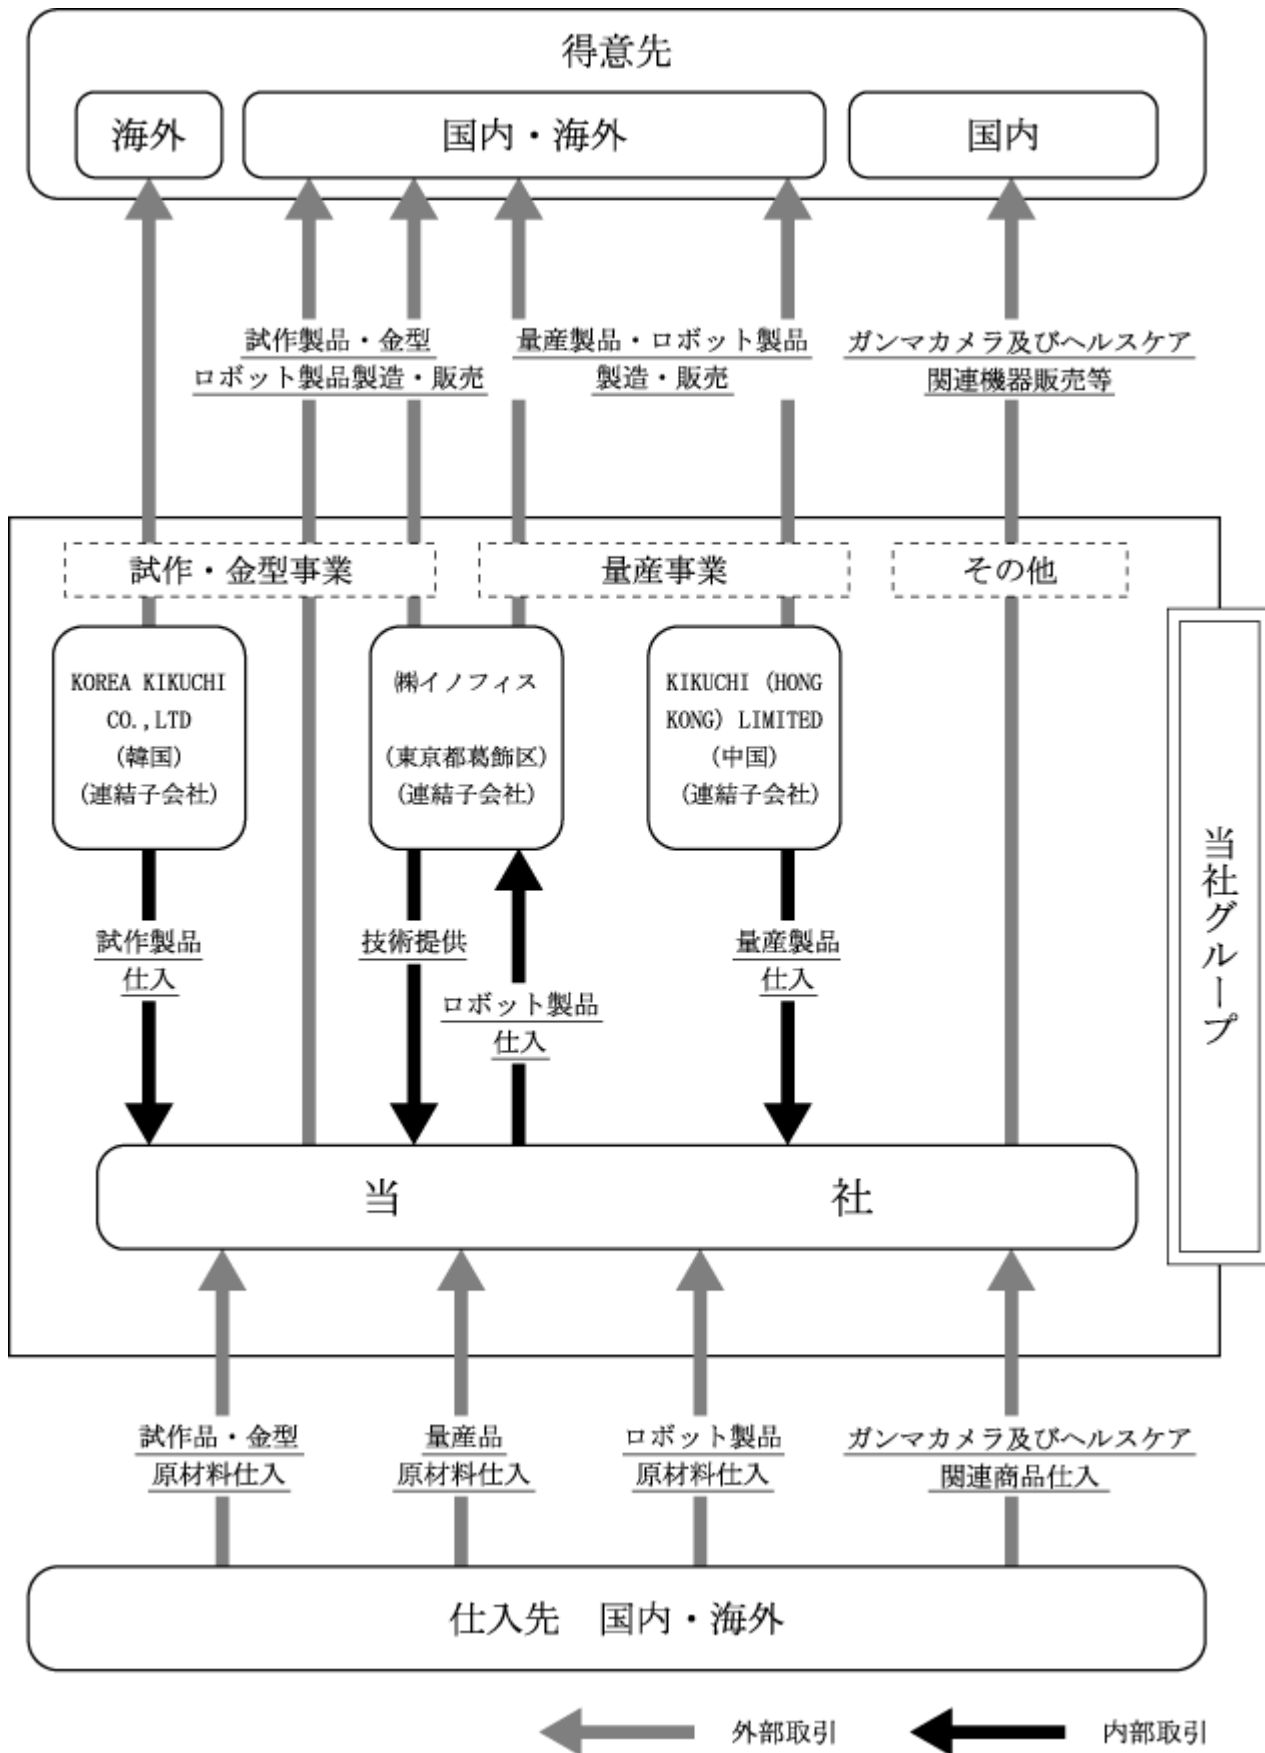 得意先
海外
国内・海外
国内
試作製品・金型
ロボット製品製造・販売
量産製品・ロボット製品
製造・販売
ガンマカメラ及びヘルスケア
関連機器販売等
試作・金型事業
量産事業
その他
KOREA KIKUCHI
CO.,LTD
(韓国)
(連結子会社)
㈱イノフィス
(東京都葛飾区)
(連結子会社)
KIKUCHI (HONG
KONG) LIMITED
(中国)
(連結子会社)
当社グループ
試作製品
仕入
技術提供
ロボット製品
仕入
量産製品
仕入
当社
試作品・金型
原材料仕入
量産品
原材料仕入
ロボット製品
原材料仕入
ガンマカメラ及びヘルスケア
関連商品仕入
仕入先 国内・海外
外部取引
内部取引